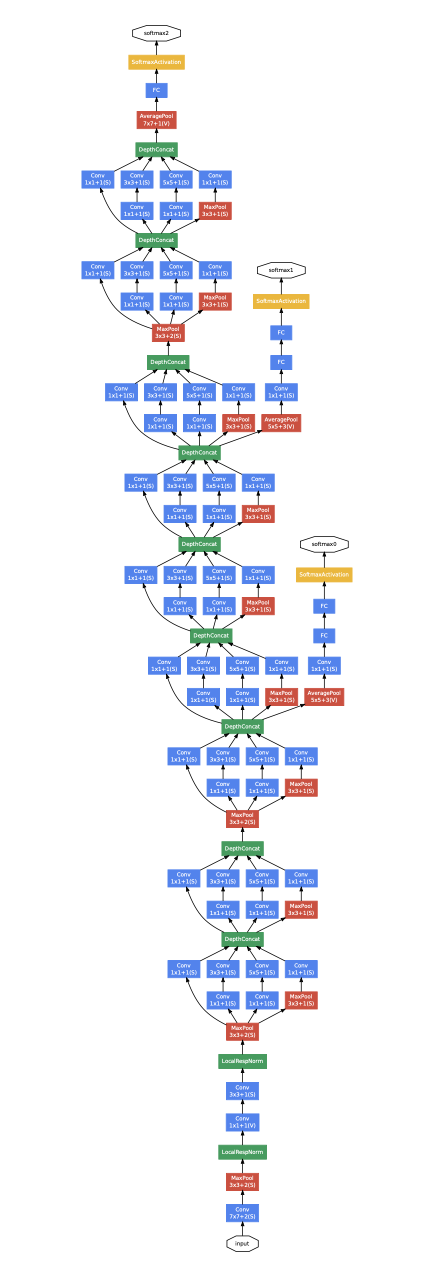 softmax2
SoftmaxActivation
FC
AveragePool
7x7+1(V)
DepthConcat
Conv Conv Conv Conv
1x1+1(S) 3x3+1(S) 5x5+1(S) 1x1+1(S)
Conv Conv MaxPool
1x1+1(S) 1x1+1(S) 3x3+1(S)
DepthConcat
Conv Conv Conv Conv
1x1+1(S) 3x3+1(S) 5x5+1(S) 1x1+1(S)
softmax1
Conv Conv MaxPool SoftmaxActivation
1x1+1(S) 1x1+1(S) 3x3+1(S)
MaxPool FC
3x3+2(S)
DepthConcat FC
Conv Conv Conv Conv Conv
1x1+1(S) 3x3+1(S) 5x5+1(S) 1x1+1(S) 1x1+1(S)
Conv Conv MaxPool AveragePool
1x1+1(S) 1x1+1(S) 3x3+1(S) 5x5+3(V)
DepthConcat
Conv Conv Conv Conv
1x1+1(S) 3x3+1(S) 5x5+1(S) 1x1+1(S)
Conv Conv MaxPool
1x1+1(S) 1x1+1(S) 3x3+1(S)
DepthConcat softmax0
Conv Conv Conv Conv SoftmaxActivation
1x1+1(S) 3x3+1(S) 5x5+1(S) 1x1+1(S)
Conv Conv MaxPool FC
1x1+1(S) 1x1+1(S) 3x3+1(S)
DepthConcat FC
Conv Conv Conv Conv Conv
1x1+1(S) 3x3+1(S) 5x5+1(S) 1x1+1(S) 1x1+1(S)
Conv Conv MaxPool AveragePool
1x1+1(S) 1x1+1(S) 3x3+1(S) 5x5+3(V)
DepthConcat
Conv Conv Conv Conv
1x1+1(S) 3x3+1(S) 5x5+1(S) 1x1+1(S)
Conv Conv MaxPool
1x1+1(S) 1x1+1(S) 3x3+1(S)
MaxPool
3x3+2(S)
DepthConcat
Conv Conv Conv Conv
1x1+1(S) 3x3+1(S) 5x5+1(S) 1x1+1(S)
Conv Conv MaxPool
1x1+1(S) 1x1+1(S) 3x3+1(S)
DepthConcat
Conv Conv Conv Conv
1x1+1(S) 3x3+1(S) 5x5+1(S) 1x1+1(S)
Conv Conv MaxPool
1x1+1(S) 1x1+1(S) 3x3+1(S)
MaxPool
3x3+2(S)
LocalRespNorm
Conv
3x3+1(S)
Conv
1x1+1(V)
LocalRespNorm
MaxPool
3x3+2(S)
Conv
7x7+2(S)
input